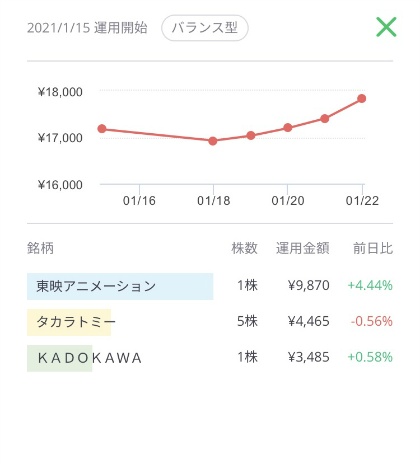 2021/1/15 運用開始 バランス型
¥18,000
¥17,000
¥16,000
01/16 01/18 01/20 01/22
銘柄 株数 運用金額 前日比
東映アニメーション 1株 ¥9,870 +4.44%
タカラトミー 5株 ¥4,465 -0.56%
ＫＡＤＯＫＡＷＡ 1株 ¥3,485 +0.58%